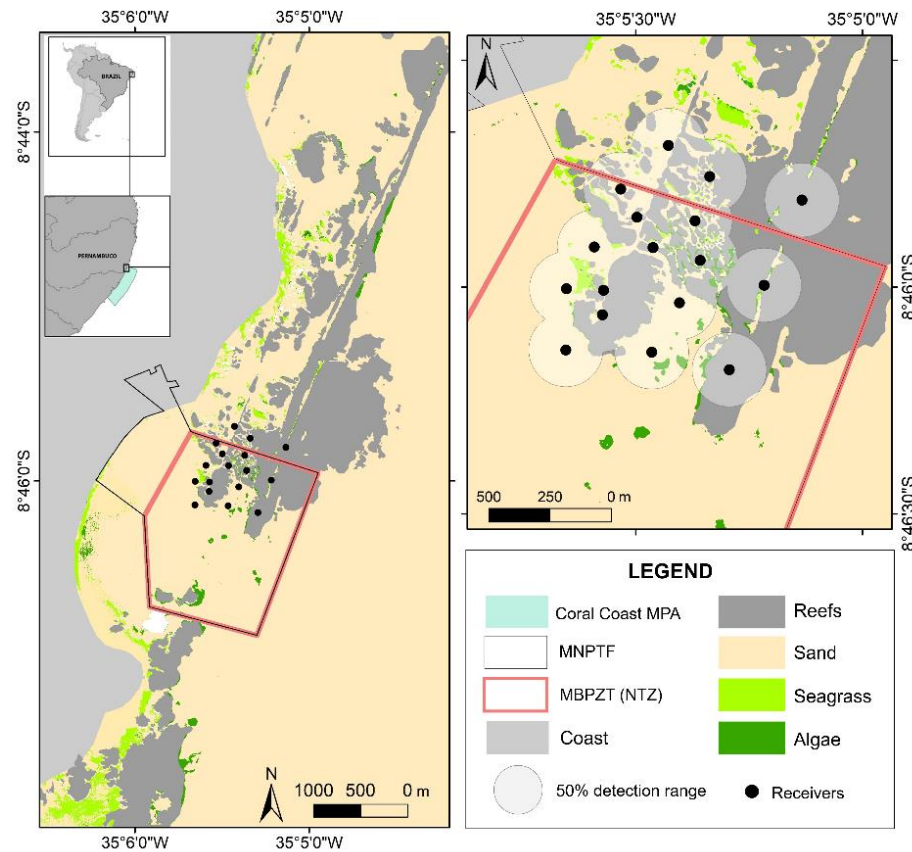 35°6'0"W
35°5'0"W
BRAZIL
PERNAMBUCO
8°4'0"S
8°46'0"S
N
1000 500 0 m
35°6'0"W
35°5'0"W
35°5'30"W
35°5'0"W
N
8°46'0"S
8°46'30"S
500 250 0 m
LEGEND
Coral Coast MPA
MNPTF
MBPZT (NTZ)
Coast
50% detection range
Reefs
Sand
Seagrass
Algae
Receivers